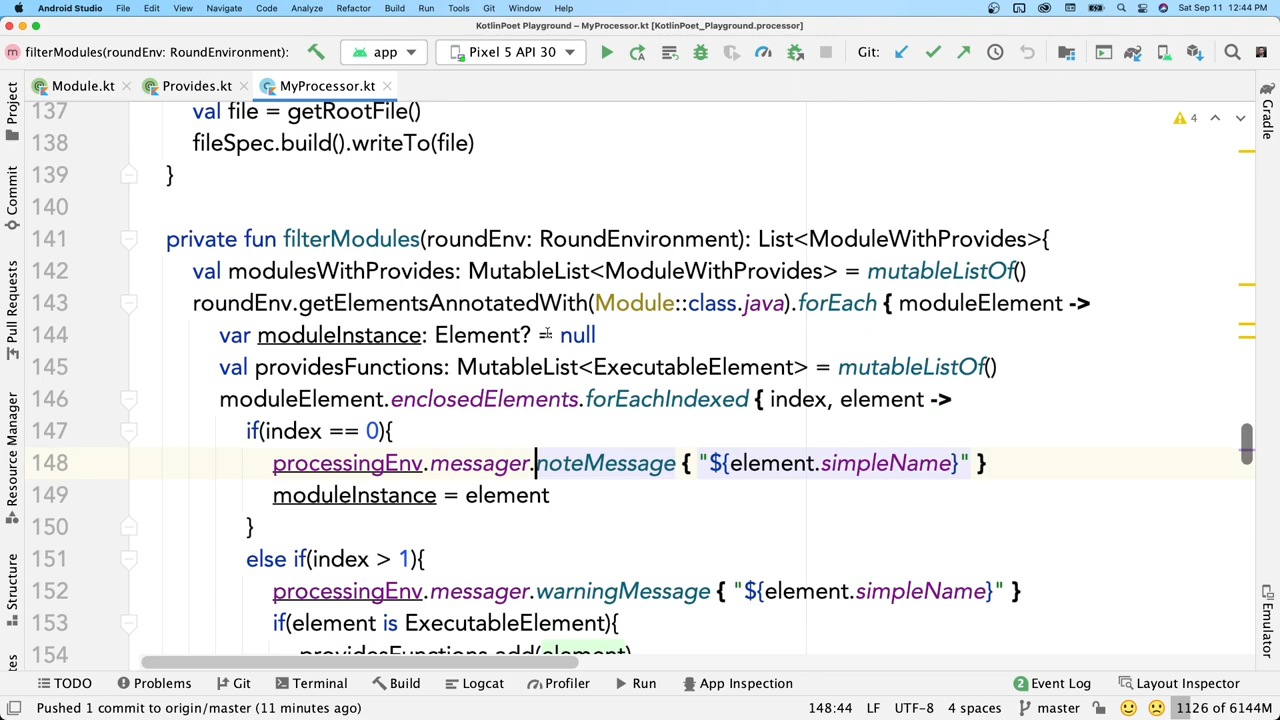 Android Studio File Edit View Navigate Code Analyze Refactor Build Run Tools Git Window Help Sat Sep 11 12:44 PM
KotlinPoet Playground – MyProcessor.kt [KotlinPoet_Playground.processor]
filterModules(roundEnv: RoundEnvironment): app Pixel 5 API 30 Git:
Module.kt Provides.kt MyProcessor.kt
4
137 val file = getRootFile()
138 fileSpec.build().writeTo(file)
139 }
140
141 private fun filterModules(roundEnv: RoundEnvironment): List<ModuleWithProvides>{
142 val modulesWithProvides: MutableList<ModuleWithProvides> = mutableListOf()
143 roundEnv.getElementsAnnotatedWith(Module::class.java).forEach { moduleElement ->
144 var moduleInstance: Element? = null
145 val providesFunctions: MutableList<ExecutableElement> = mutableListOf()
146 moduleElement.enclosedElements.forEachIndexed { index, element ->
147 if(index == 0){
148 processingEnv.messager.noteMessage { "${element.simpleName}" }
149 moduleInstance = element
150 }
151 else if(index > 1){
152 processingEnv.messager.warningMessage { "${element.simpleName}" }
153 if(element is ExecutableElement){
154 providesFunctions.add(element)
Project
Commit
Pull Requests
Resource Manager
Structure
Gradle
Emulator
TODO Problems Git Terminal Build Logcat Profiler Run App Inspection 2 Event Log Layout Inspector
Pushed 1 commit to origin/master (11 minutes ago) 148:44 LF UTF-8 4 spaces master 1126 of 6144M